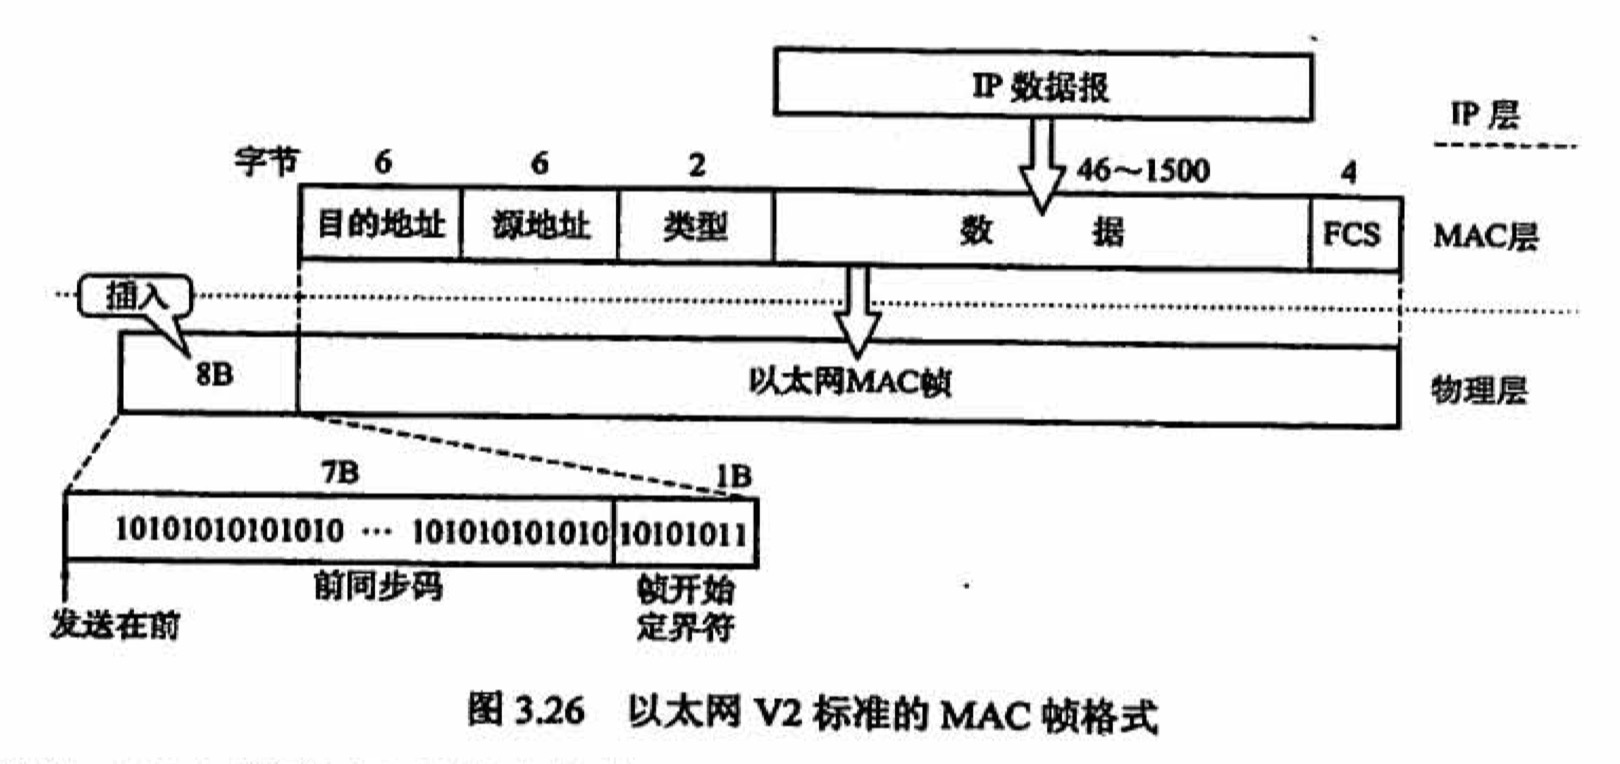 IP 数据报
IP 层
字节 6 6 2 46～1500 4
目的地址 源地址 类型 数 据 FCS MAC层
插入
8B 以太网MAC帧 物理层
7B 1B
10101010101010 … 101010101010 10101011
前同步码 帧开始
定界符
发送在前
图 3.26 以太网 V2 标准的 MAC 帧格式